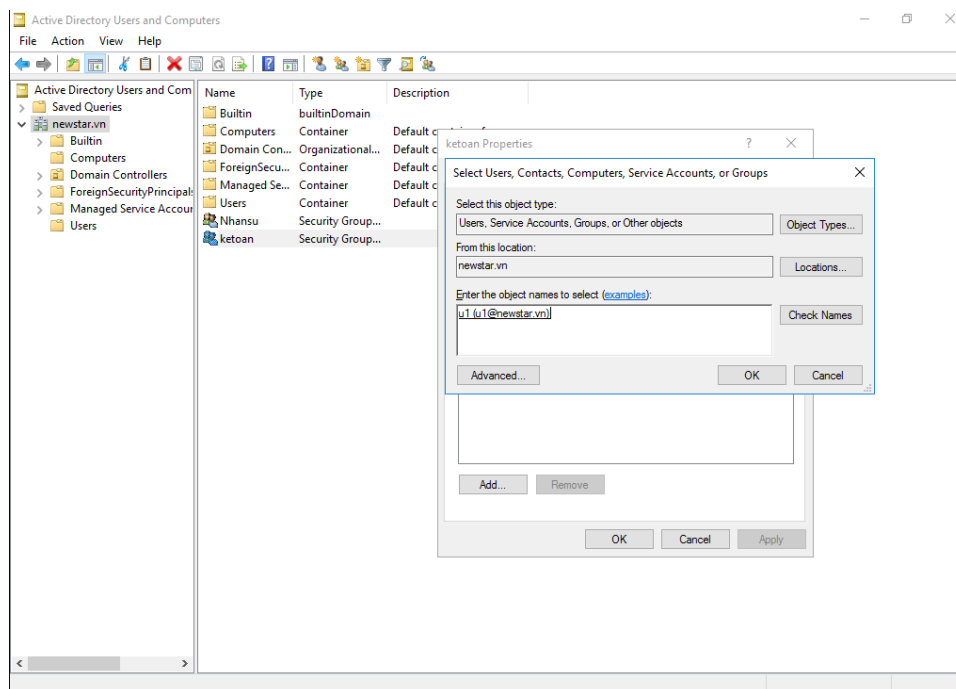 Active Directory Users and Computers
File Action View Help
Active Directory Users and Com
Saved Queries
newstar.vn
Builtin
Computers
Domain Controllers
ForeignSecurityPrincipals
Managed Service Accour
Users
Name Type Description
Builtin builtinDomain
Computers Container Default
Domain Con... Organizational... Default c
ForeignSecu... Container Default c
Managed Se... Container Default c
Users Container Default c
Nhansu Security Group...
ketoan Security Group...
ketoan Properties ?
Select Users, Contacts, Computers, Service Accounts, or Groups
Select this object type:
Users, Service Accounts, Groups, or Other objects Object Types...
From this location:
newstar.vn Locations...
Enter the object names to select (examples):
u1 (u1@newstar.vn) Check Names
Advanced... OK Cancel
Add... Remove
OK Cancel Apply